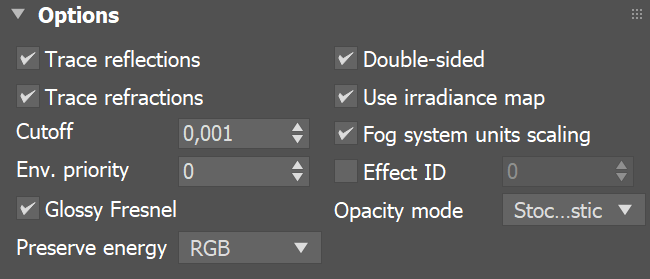 Options
Trace reflections
Trace refractions
Cutoff 0,001
Env. priority 0
Glossy Fresnel
Preserve energy RGB
Double-sided
Use irradiance map
Fog system units scaling
Effect ID 0
Opacity mode Stoc...stic